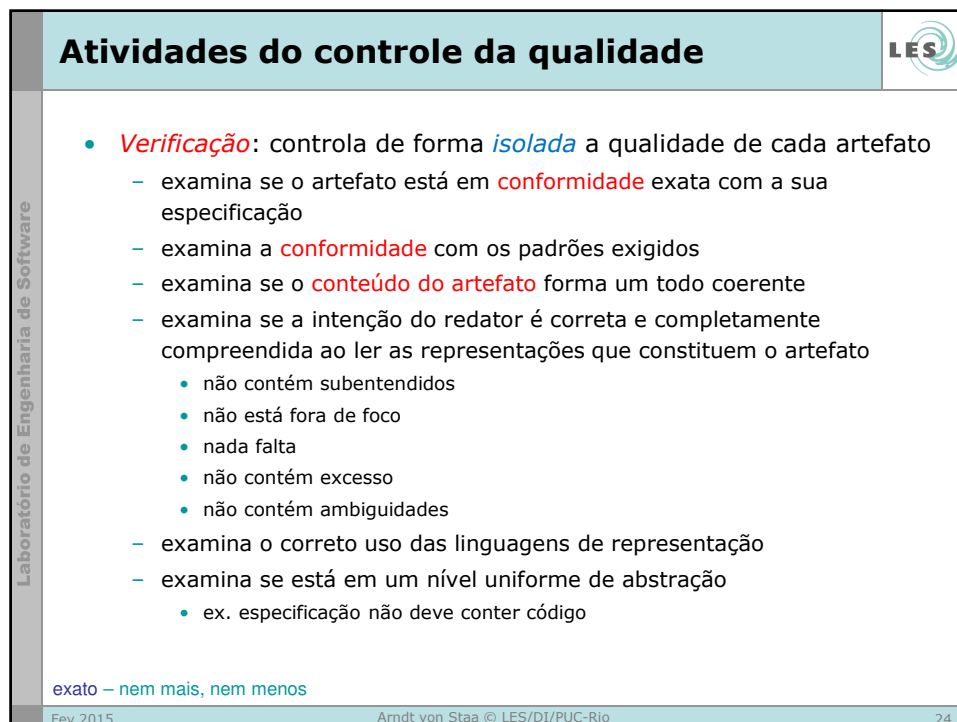 Atividades do controle da qualidade
LES
• Verificação: controla de forma isolada a qualidade de cada artefato
– examina se o artefato está em conformidade exata com a sua
especificação
– examina a conformidade com os padrões exigidos
– examina se o conteúdo do artefato forma um todo coerente
– examina se a intenção do redator é correta e completamente
compreendida ao ler as representações que constituem o artefato
• não contém subentendidos
• não está fora de foco
• nada falta
• não contém excesso
• não contém ambiguidades
– examina o correto uso das linguagens de representação
– examina se está em um nível uniforme de abstração
• ex. especificação não deve conter código
Laboratório de Engenharia de Software
exato – nem mais, nem menos
Fev 2015
Arndt von Staa © LES/DI/PUC-Rio
24